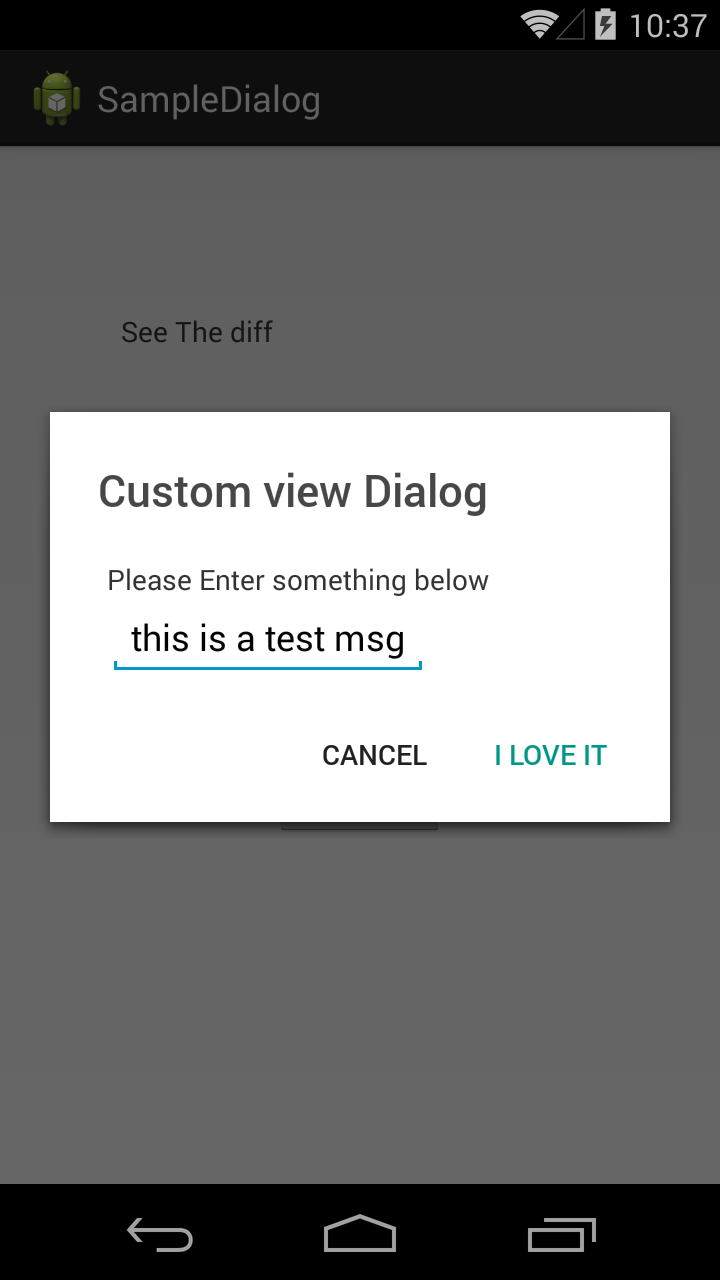 10:37
SampleDialog
See The diff
Custom view Dialog
Please Enter something below
this is a test msg
CANCEL I LOVE IT